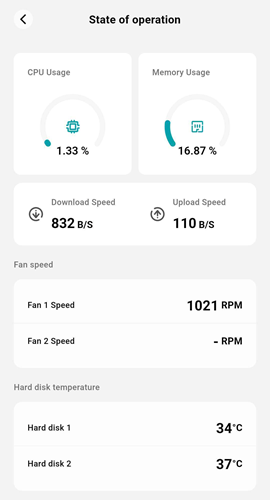 State of operation
CPU Usage
1.33 %
Memory Usage
16.87 %
Download Speed
832 B/S
Upload Speed
110 B/S
Fan speed
Fan 1 Speed 1021 RPM
Fan 2 Speed - RPM
Hard disk temperature
Hard disk 1 34°C
Hard disk 2 37°C